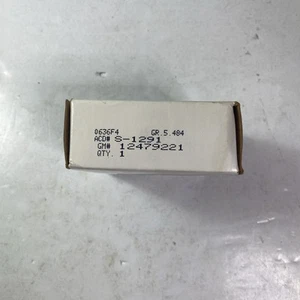 0636F4 GR.5.484
ACD# S-1291
GM# 12479221
QTY. 1